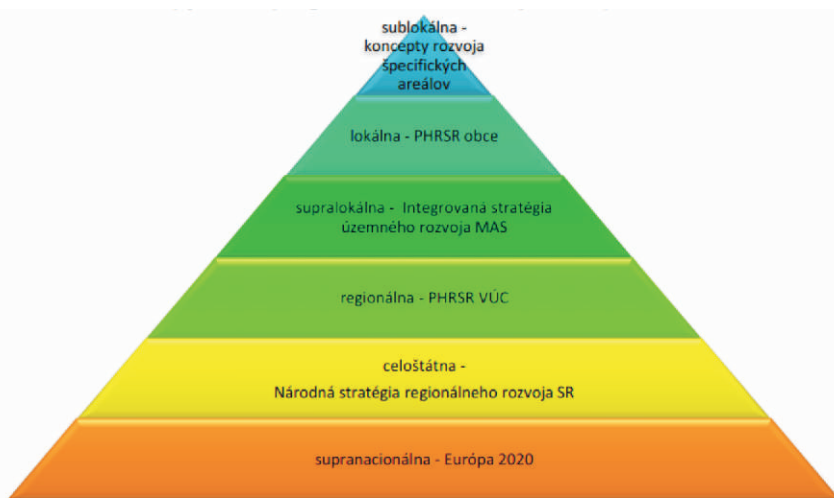 sublokálna -
koncepty rozvoja
špecifických
areálov
lokálna - PHRSR obce
supralokálna - Integrovaná stratégia
územného rozvoja MAS
regionálna - PHRSR VÚC
celoštátna -
Národná stratégia regionálneho rozvoja SR
supranacionálna - Európa 2020